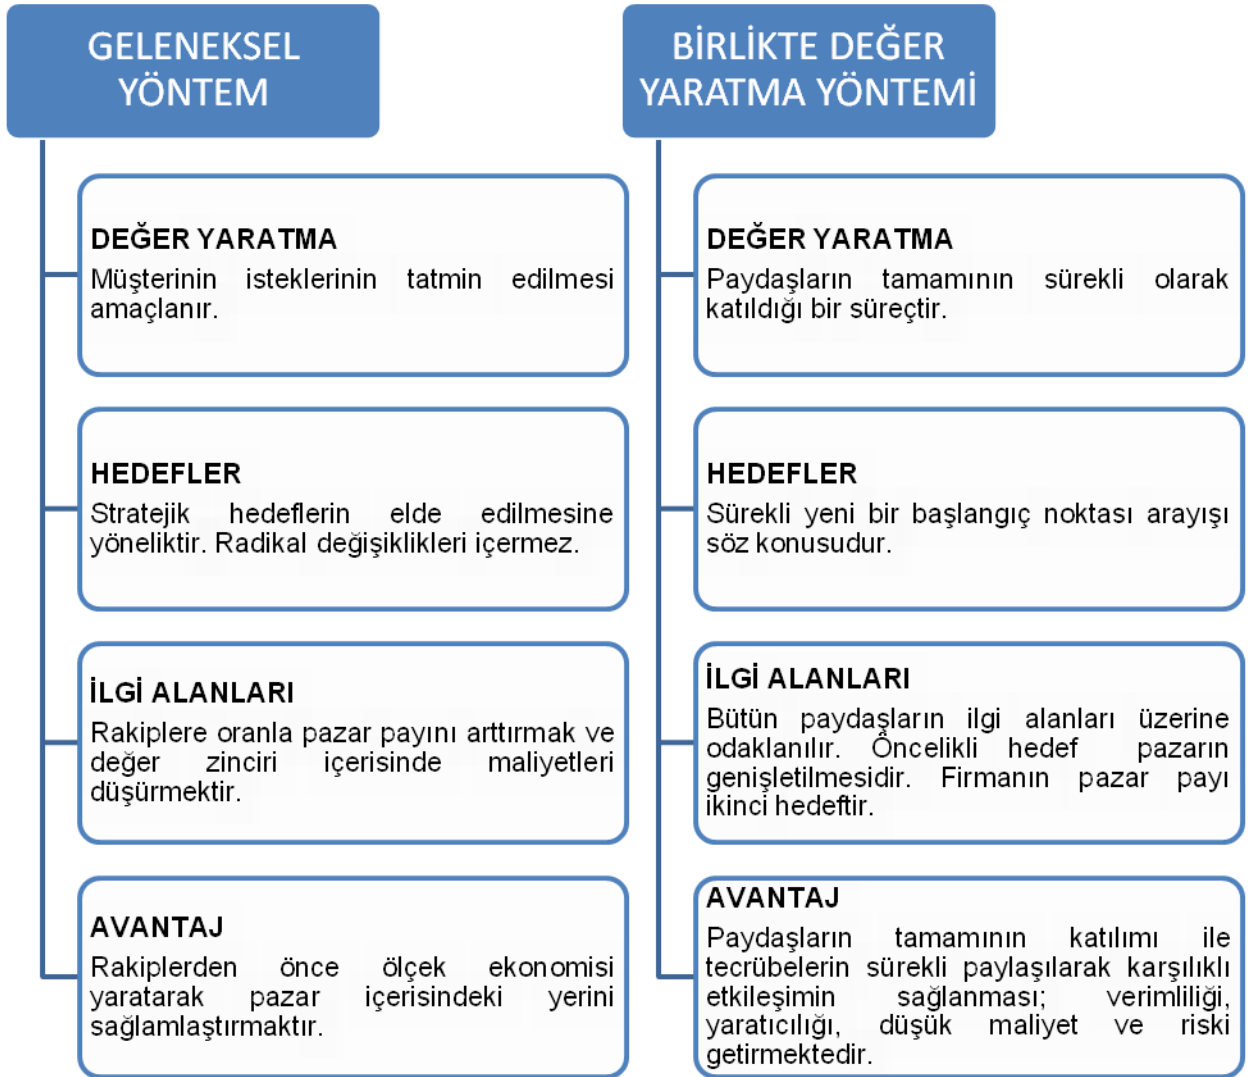 GELENEKSEL
YÖNTEM
DEĞER YARATMA
Müşterinin isteklerinin tatmin edilmesi
amaçlanır.
HEDEFLER
Stratejik hedeflerin elde edilmesine
yöneliktir. Radikal değişiklikleri içermez.
İLGİ ALANLARI
Rakiplere oranla pazar payını arttırmak ve
değer zinciri içerisinde maliyetleri
düşürmektir.
AVANTAJ
Rakiplerden önce ölçek ekonomisi
yaratarak pazar içerisindeki yerini
sağlamlaştırmaktır.
BİRLİKTE DEĞER
YARATMA YÖNTEMİ
DEĞER YARATMA
Paydaşların tamamının sürekli olarak
katıldığı bir süreçtir.
HEDEFLER
Sürekli yeni bir başlangıç noktası arayışı
söz konusudur.
İLGİ ALANLARI
Bütün paydaşların ilgi alanları üzerine
odaklanılır. Öncelikli hedef pazarın
genişletilmesidir. Firmanın pazar payı
ikinci hedeftir.
AVANTAJ
Paydaşların tamamının katılımı ile
tecrübelerin sürekli paylaşılarak karşılıklı
etkileşimin sağlanması; verimliliği,
yaratıcılığı, düşük maliyet ve riski
getirmektedir.